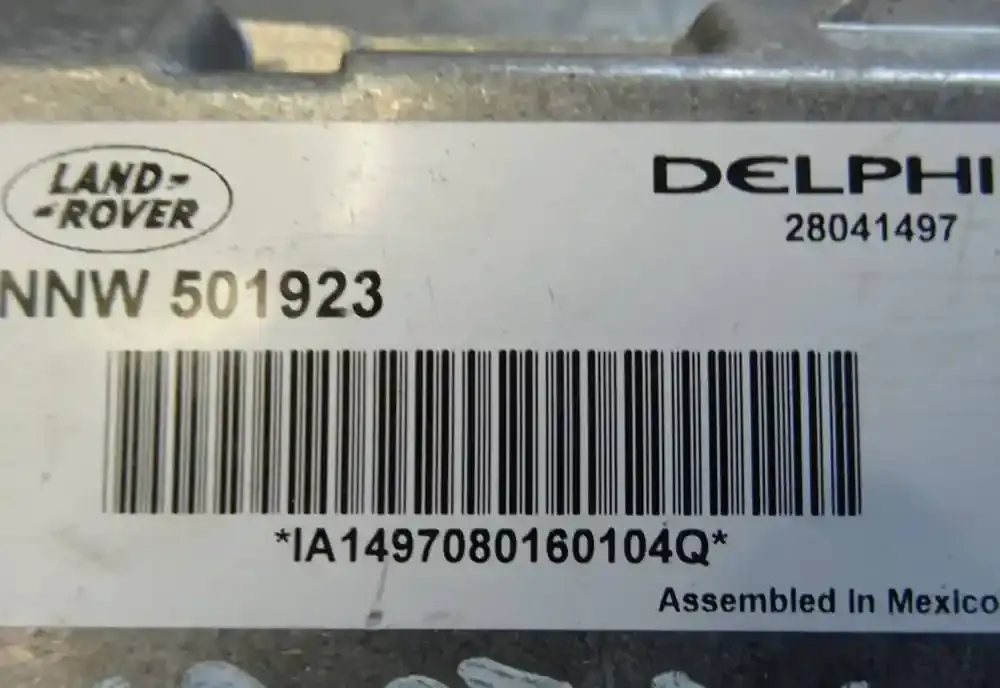 LAND-
-ROVER
DELPHI
28041497
NNW 501923
*IA1497080160104Q*
Assembled In Mexico